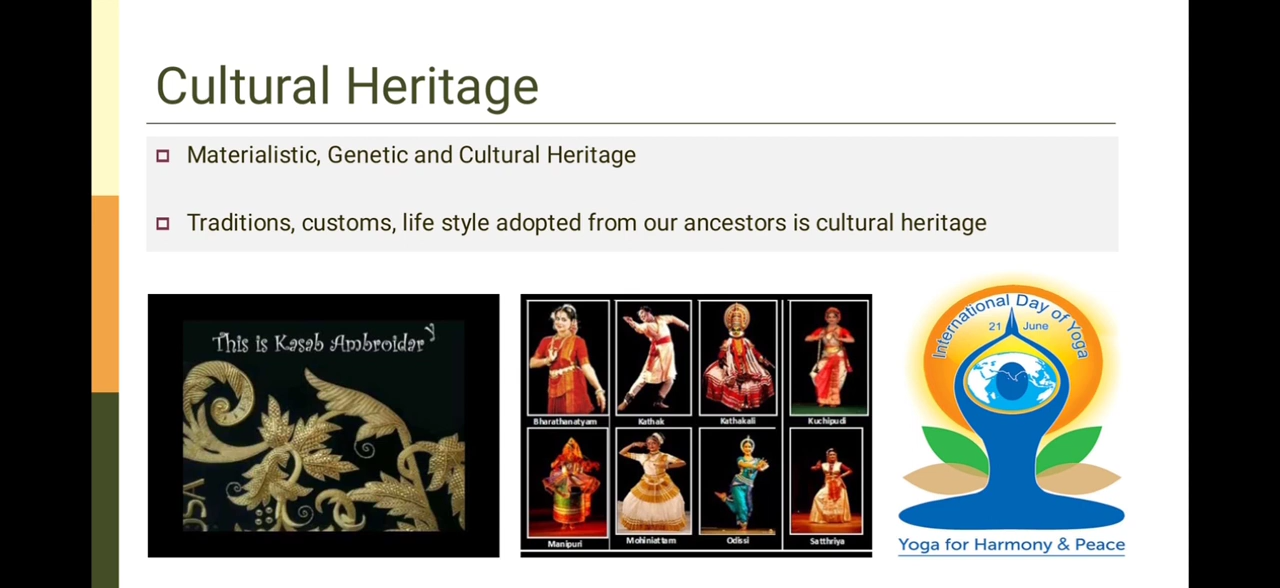 Cultural Heritage
Materialistic, Genetic and Cultural Heritage
Traditions, customs, life style adopted from our ancestors is cultural heritage
This is Kasab Ambroidary
Bharathanatyam
Kathak
Kathakali
Kuchipudi
Manipuri
Mohiniattam
Odissi
Satthriya
International Day of Yoga
21 June
Yoga for Harmony & Peace